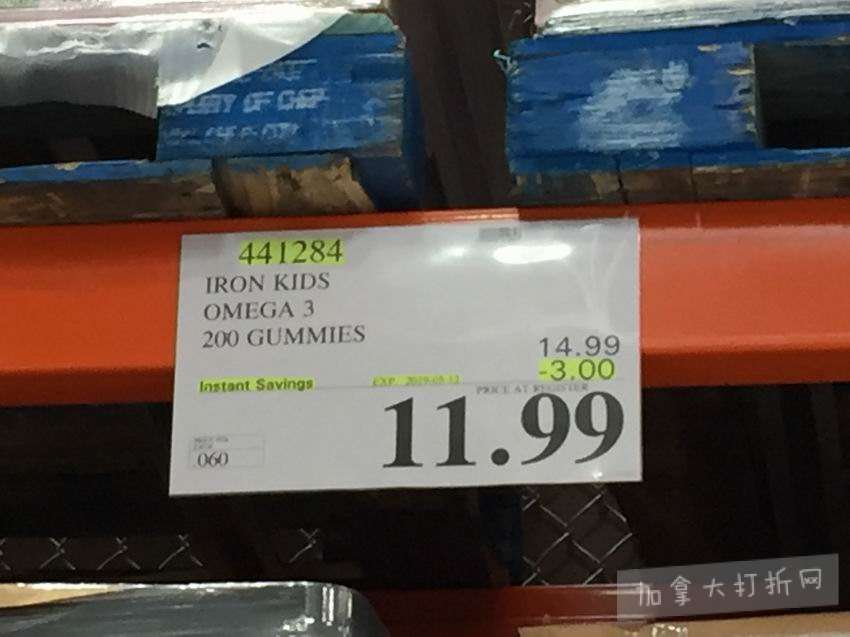 441284
IRON KIDS
OMEGA 3
200 GUMMIES
14.99
Instant Savings
-3.00
PRICE AT REGISTER
11.99
060
加拿大打折网